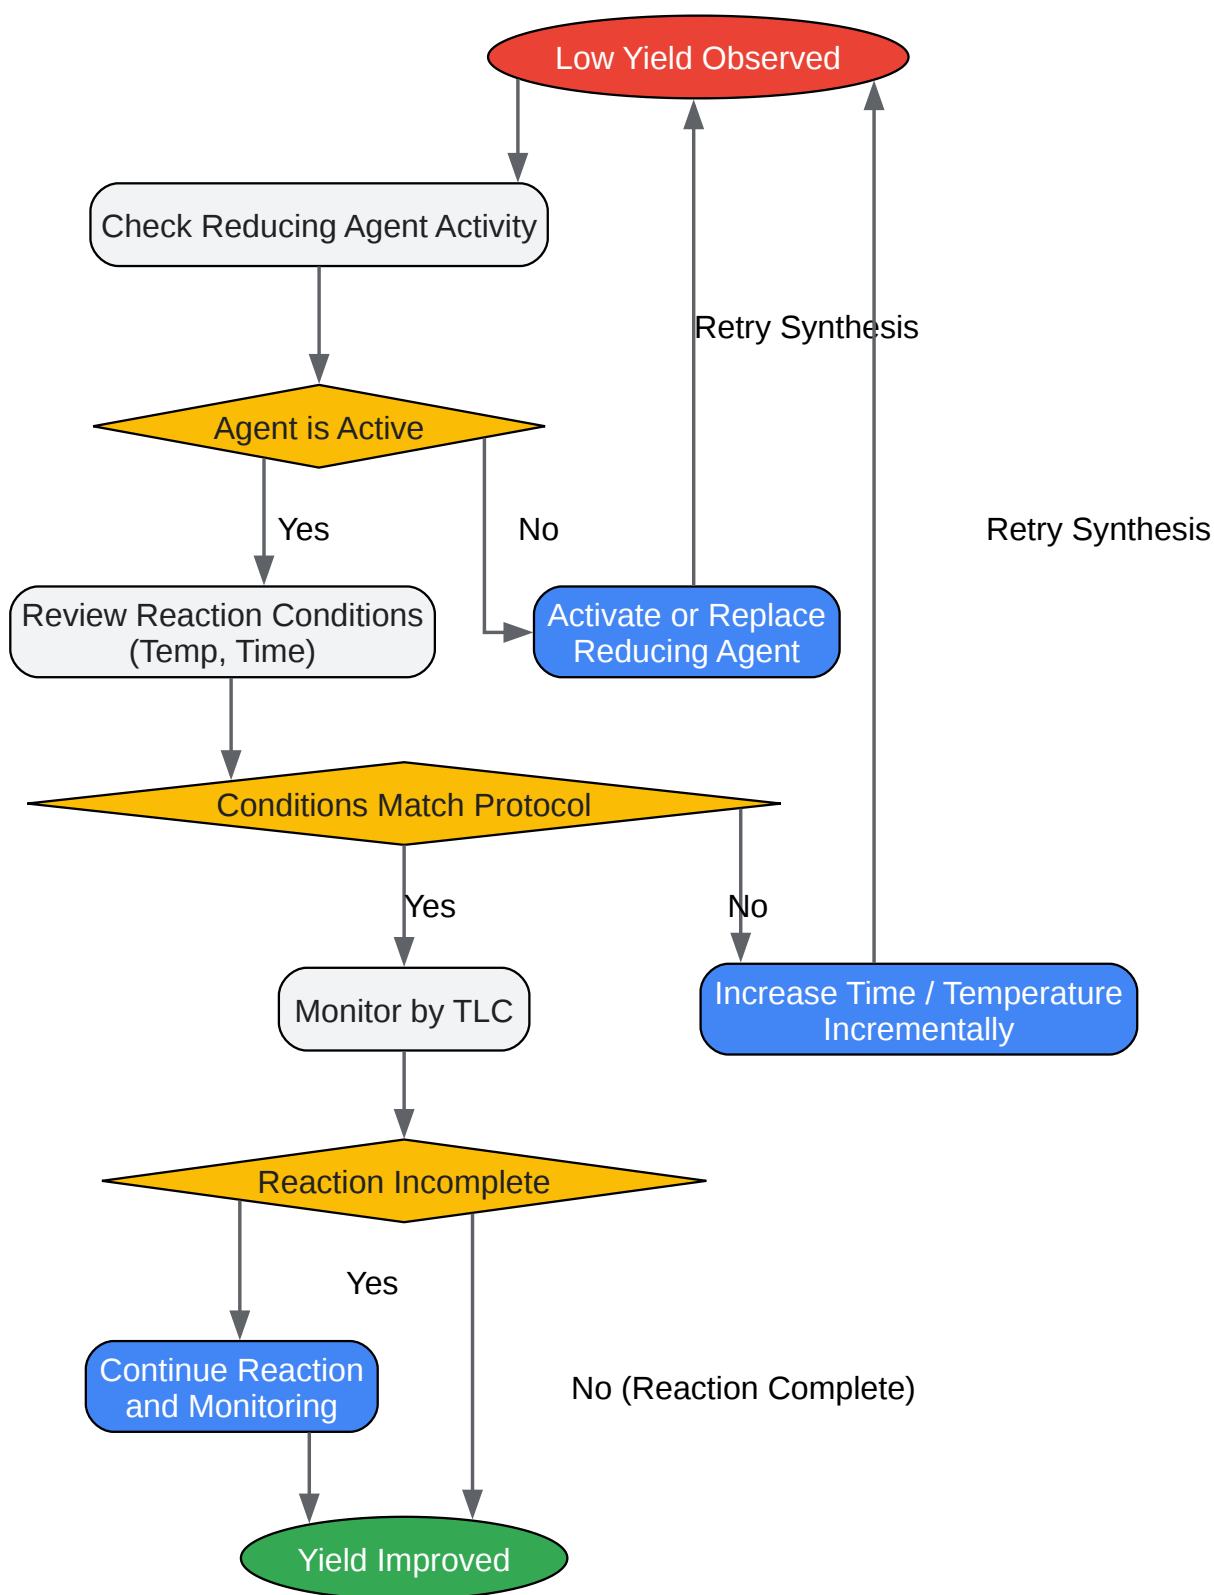 Low Yield Observed
Check Reducing Agent Activity
Retry Synthesis
Agent is Active
Yes
No
Retry Synthesis
Review Reaction Conditions
(Temp, Time)
Activate or Replace
Reducing Agent
Conditions Match Protocol
Yes
No
Monitor by TLC
Increase Time / Temperature
Incrementally
Reaction Incomplete
Yes
Continue Reaction
and Monitoring
No (Reaction Complete)
Yield Improved